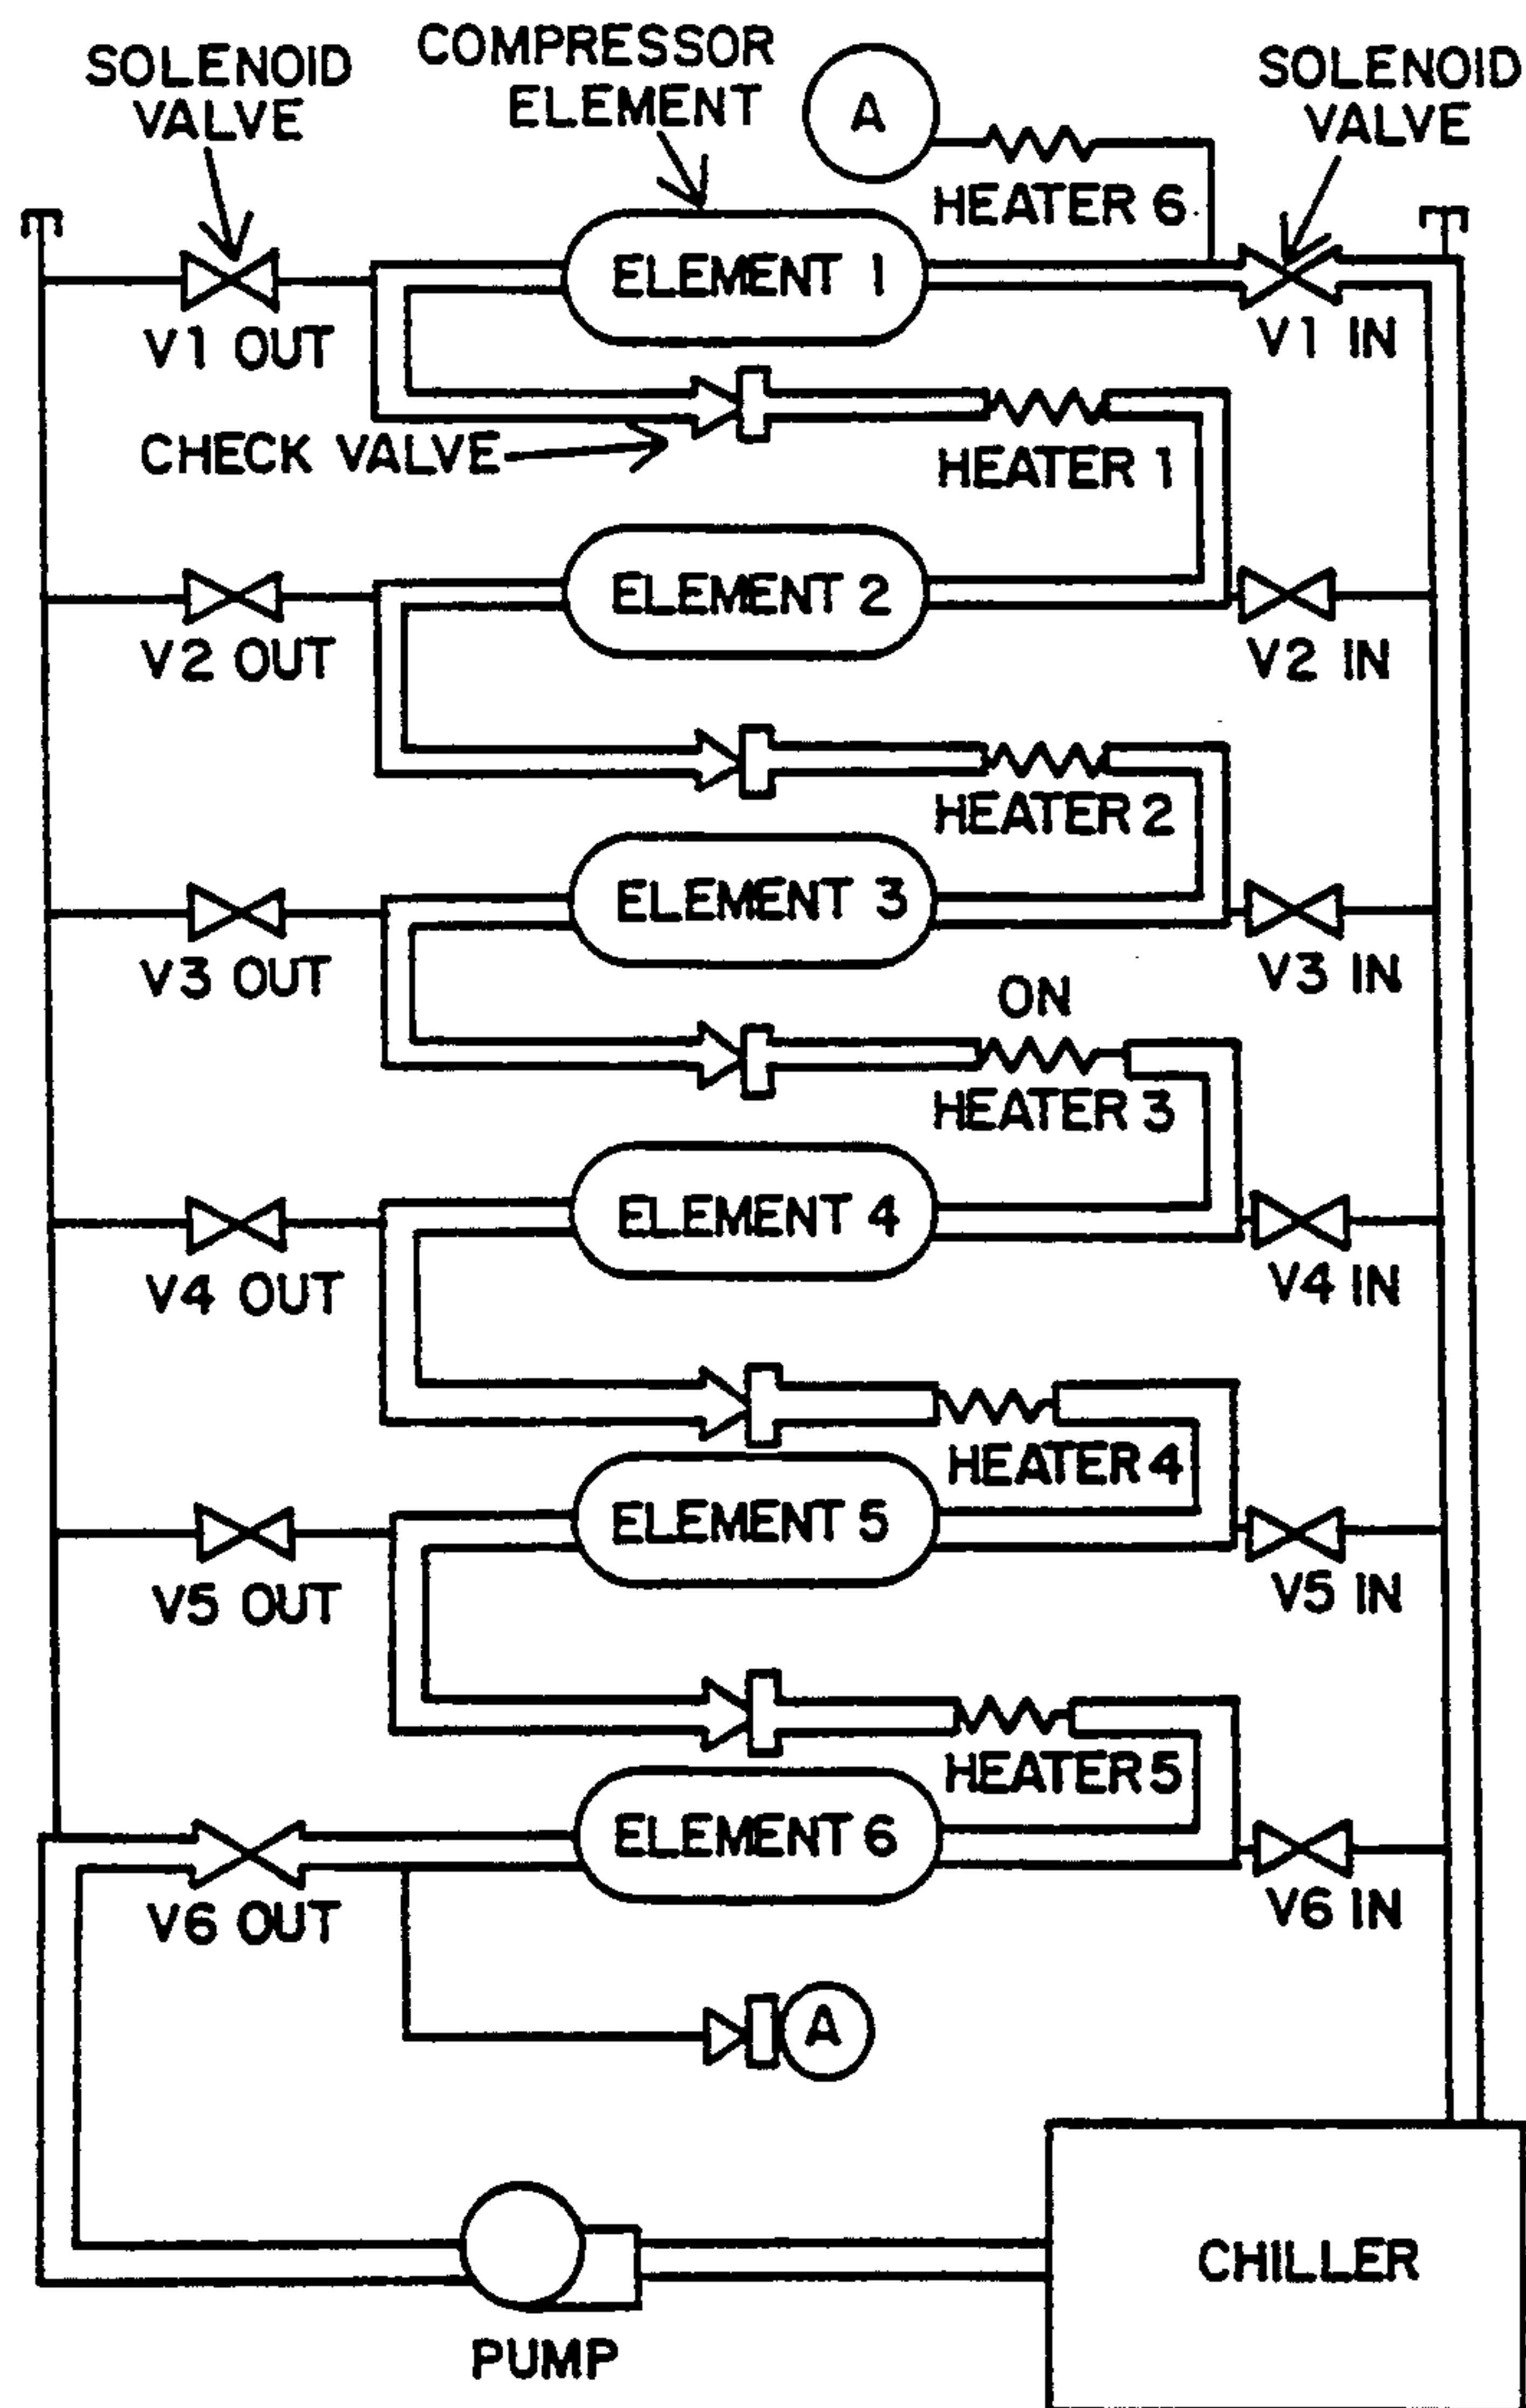 SOLENOID
VALVE
COMPRESSOR
ELEMENT
A
SOLENOID
VALVE
HEATER 6
ELEMENT 1
V1 OUT
V1 IN
CHECK VALVE
HEATER 1
ELEMENT 2
V2 OUT
V2 IN
HEATER 2
ELEMENT 3
V3 OUT
V3 IN
ON
HEATER 3
ELEMENT 4
V4 OUT
V4 IN
HEATER 4
ELEMENT 5
V5 OUT
V5 IN
HEATER 5
ELEMENT 6
V6 OUT
V6 IN
A
CHILLER
PUMP